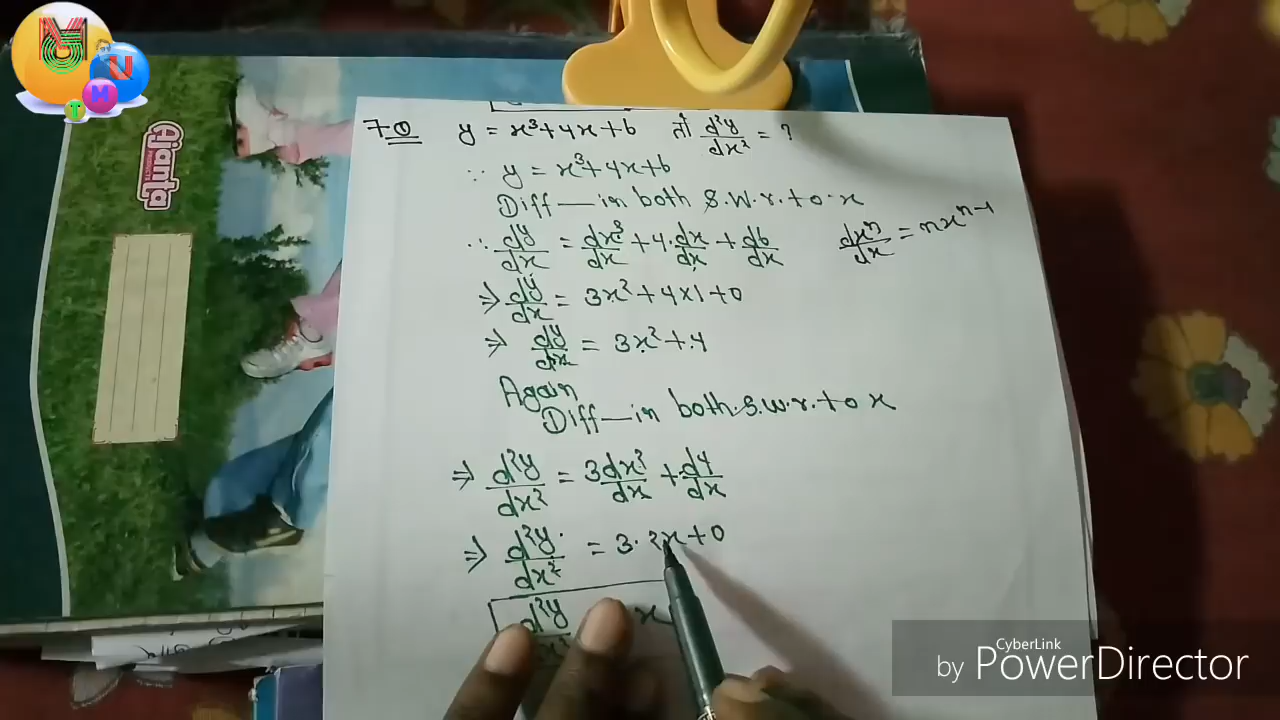 MG
U
T H
Ajanta
7-Q y = x³+4x+6 तो d²y/dx² = ?
∵ y = x³+4x+6
Diff—in both S.W.r.to.x
∴ dy/dx = dx³/dx + 4.dx/dx + d6/dx dxⁿ/dx = nxⁿ⁻¹
⇒ dy/dx = 3x²+4×1+0
⇒ dy/dx = 3x²+4
Again
Diff—in both.S.w.r.to x
⇒ d²y/dx² = 3dx²/dx + d4/dx
⇒ d²y/dx² = 3.2x+0
d²y x
CyberLink
by PowerDirector